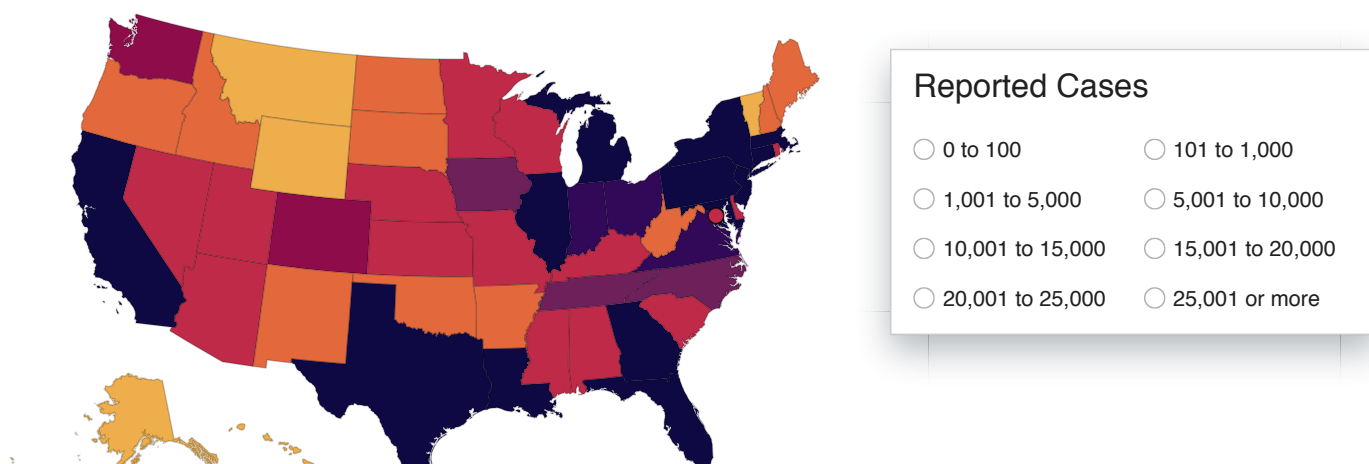 Reported Cases
0 to 100 101 to 1,000
1,001 to 5,000 5,001 to 10,000
10,001 to 15,000 15,001 to 20,000
20,001 to 25,000 25,001 or more